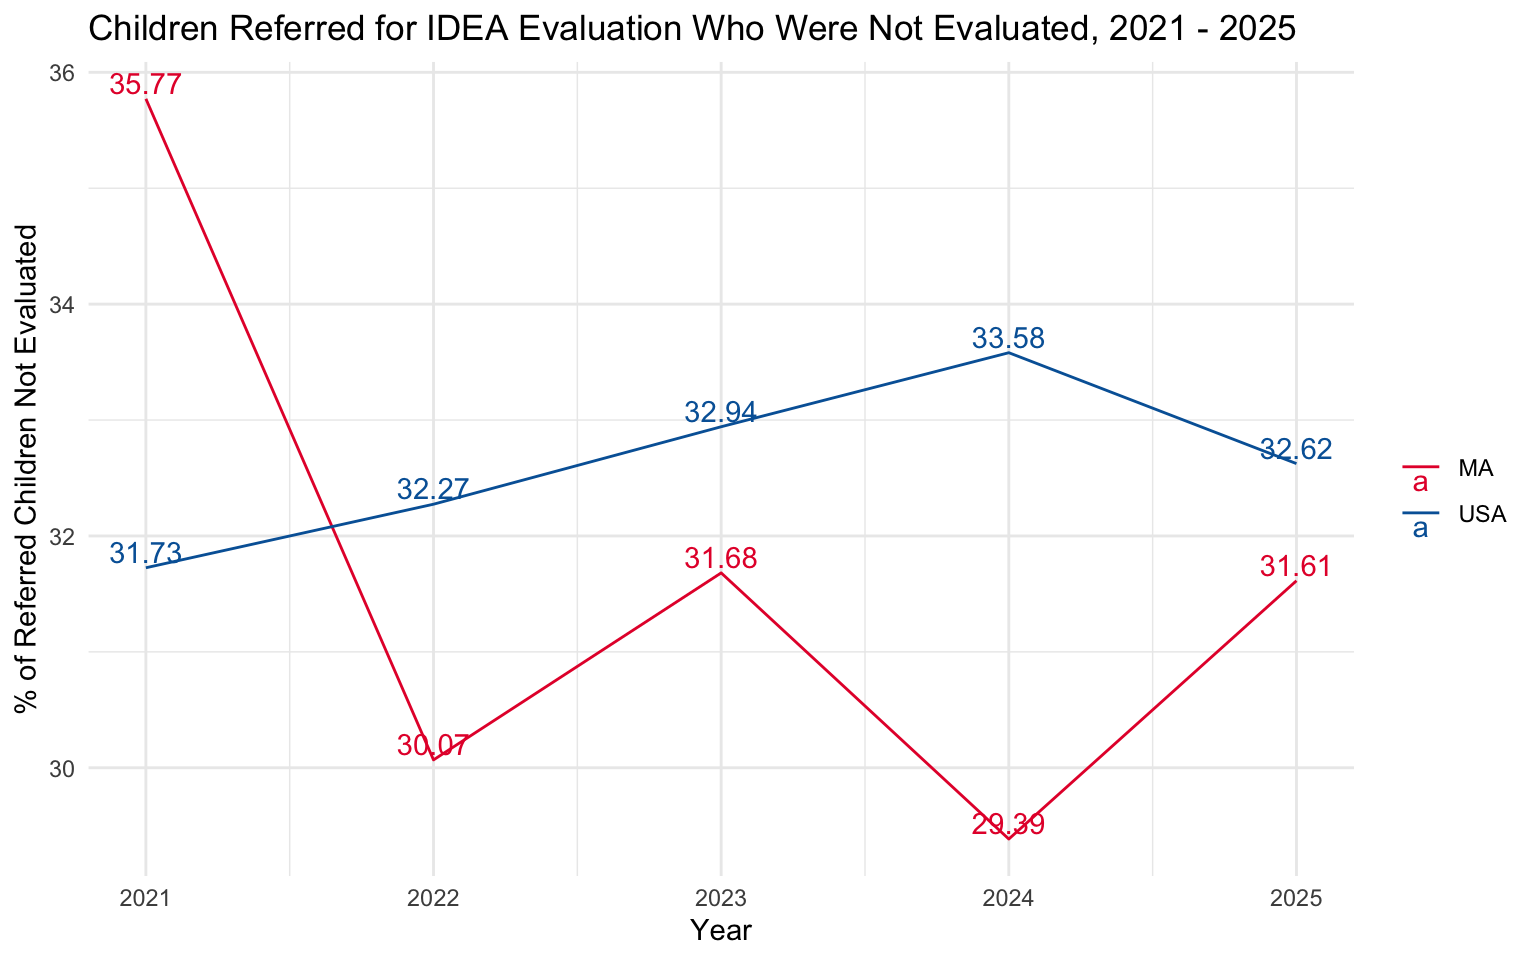 Children Referred for IDEA Evaluation Who Were Not Evaluated, 2021 - 2025
% of Referred Children Not Evaluated
36
34
32
30
35.77
30.07
31.68
29.39
31.61
31.73
32.27
32.94
33.58
32.62
2021 2022 2023 2024 2025
Year
a MA
a USA